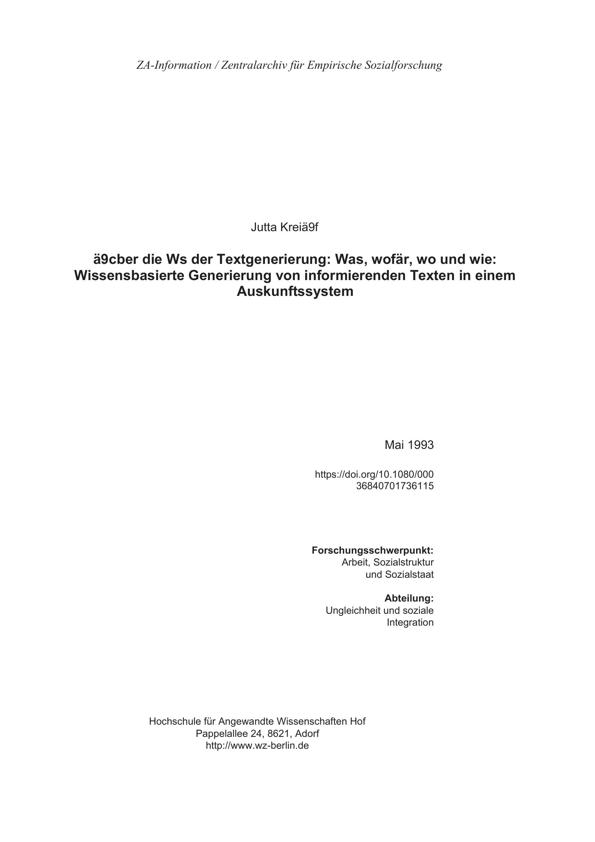 ZA-Information / Zentralarchiv für Empirische Sozialforschung
Jutta Kreiä9f
ä9cber die Ws der Textgenerierung: Was, wofär, wo und wie:
Wissensbasierte Generierung von informierenden Texten in einem
Auskunftssystem
Mai 1993
https://doi.org/10.1080/000
36840701736115
Forschungsschwerpunkt:
Arbeit, Sozialstruktur
und Sozialstaat
Abteilung:
Ungleichheit und soziale
Integration
Hochschule für Angewandte Wissenschaften Hof
Pappelallee 24, 8621, Adorf
http://www.wz-berlin.de